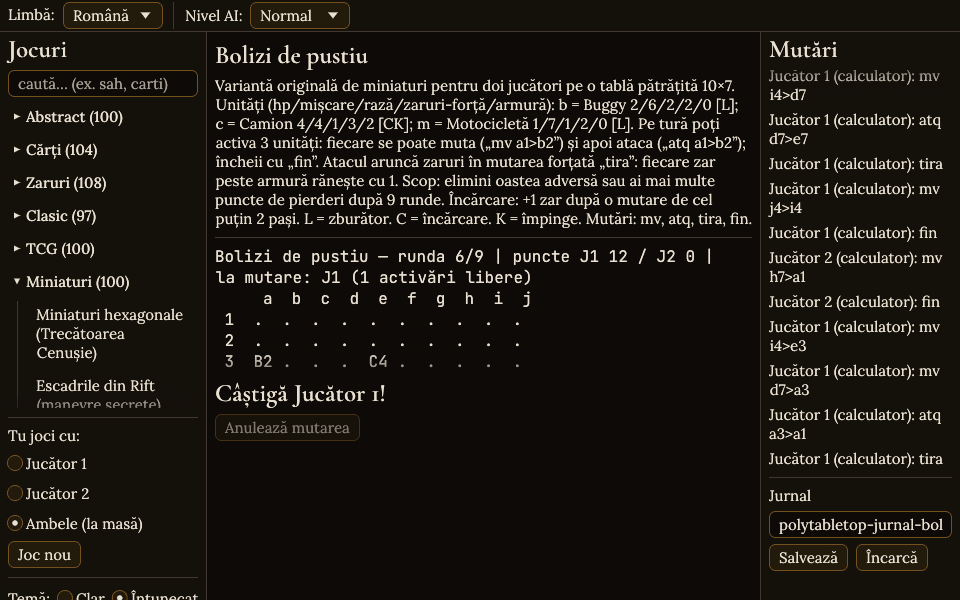 Limbă:
Română
Nivel AI:
Normal
Jocuri
caută... (ex. sah, carti)
Abstract (100)
Cărți (104)
Zaruri (108)
Clasic (97)
TCG (100)
Miniaturi (100)
Miniaturi hexagonale
(Trecătoarea
Cenușie)
Escadrile din Rift
(manevre secrete)
Tu joci cu:
Jucător 1
Jucător 2
Ambele (la masă)
Joc nou
Temă:
Clar
Întunecat
Bolizi de pustiu
Variantă originală de miniaturi pentru doi jucători pe o tablă pătrățită 10×7.
Unități (hp/mișcare/rază/zaruri-forță/armură): b = Buggy 2/6/2/2/0 [L];
c = Camion 4/4/1/3/2 [CK]; m = Motocicletă 1/7/1/2/0 [L]. Pe tură poți
activa 3 unități: fiecare se poate muta („mv a1>b2”) și apoi ataca („atq a1>b2”);
închei cu „fin”. Atacul aruncă zaruri în mutarea forțată „tira”: fiecare zar
peste armură rănește cu 1. Scop: elimini oastea adversă sau ai mai multe
puncte de pierderi după 9 runde. Încărcare: +1 zar după o mutare de cel
puțin 2 pași. L = zburător. C = încărcare. K = împinge. Mutări: mv, atq, tira, fin.
Bolizi de pustiu — runda 6/9 | puncte J1 12 / J2 0 |
la mutare: J1 (1 activări libere)
a b c d e f g h i j
1 . . . . . . . . . .
2 . . . . . . . . . .
3 B2 . . . C4 . . . . .
Câștigă Jucător 1!
Anulează mutarea
Mutări
Jucător 1 (calculator): mv
i4>d7
Jucător 1 (calculator): atq
d7>e7
Jucător 1 (calculator): tira
Jucător 1 (calculator): mv
j4>i4
Jucător 1 (calculator): fin
Jucător 2 (calculator): mv
h7>a1
Jucător 2 (calculator): fin
Jucător 1 (calculator): mv
i4>e3
Jucător 1 (calculator): mv
d7>a3
Jucător 1 (calculator): atq
a3>a1
Jucător 1 (calculator): tira
Jurnal
polytabletop-jurnal-bol
Salvează
Încarcă